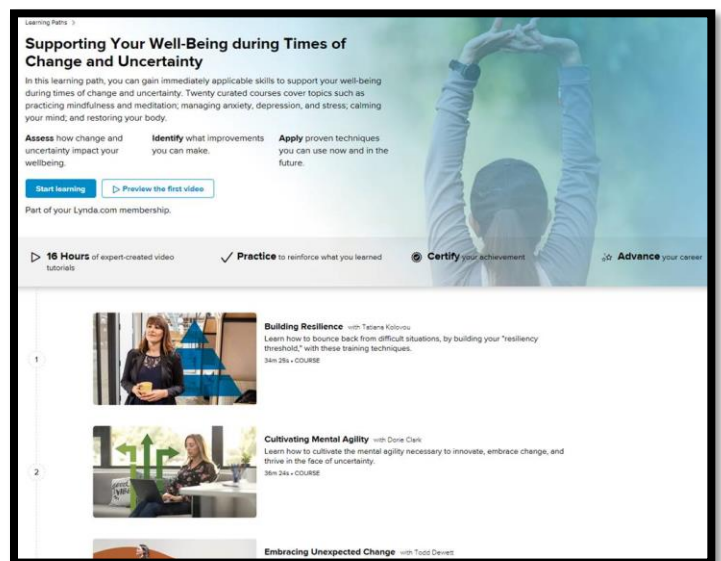 Learning Paths >
Supporting Your Well-Being during Times of
Change and Uncertainty
In this learning path, you can gain immediately applicable skills to support your well-being
during times of change and uncertainty. Twenty curated courses cover topics such as
practicing mindfulness and meditation; managing anxiety, depression, and stress; calming
your mind; and restoring your body.
Assess how change and
uncertainty impact your
wellbeing.
Identify what improvements
you can make.
Apply proven techniques
you can use now and in the
future.
Start learning
Preview the first video
Part of your Lynda.com membership.
16 Hours of expert-created video
tutorials
Practice to reinforce what you learned
Certify your achievement
Advance your career
1
Building Resilience with Tatiana Kolovou
Learn how to bounce back from difficult situations, by building your "resiliency
threshold," with these training techniques.
34m 29s • COURSE
2
Cultivating Mental Agility with Dorie Clark
Learn how to cultivate the mental agility necessary to innovate, embrace change, and
thrive in the face of uncertainty.
36m 24s • COURSE
Embracing Unexpected Change with Todd Dewett